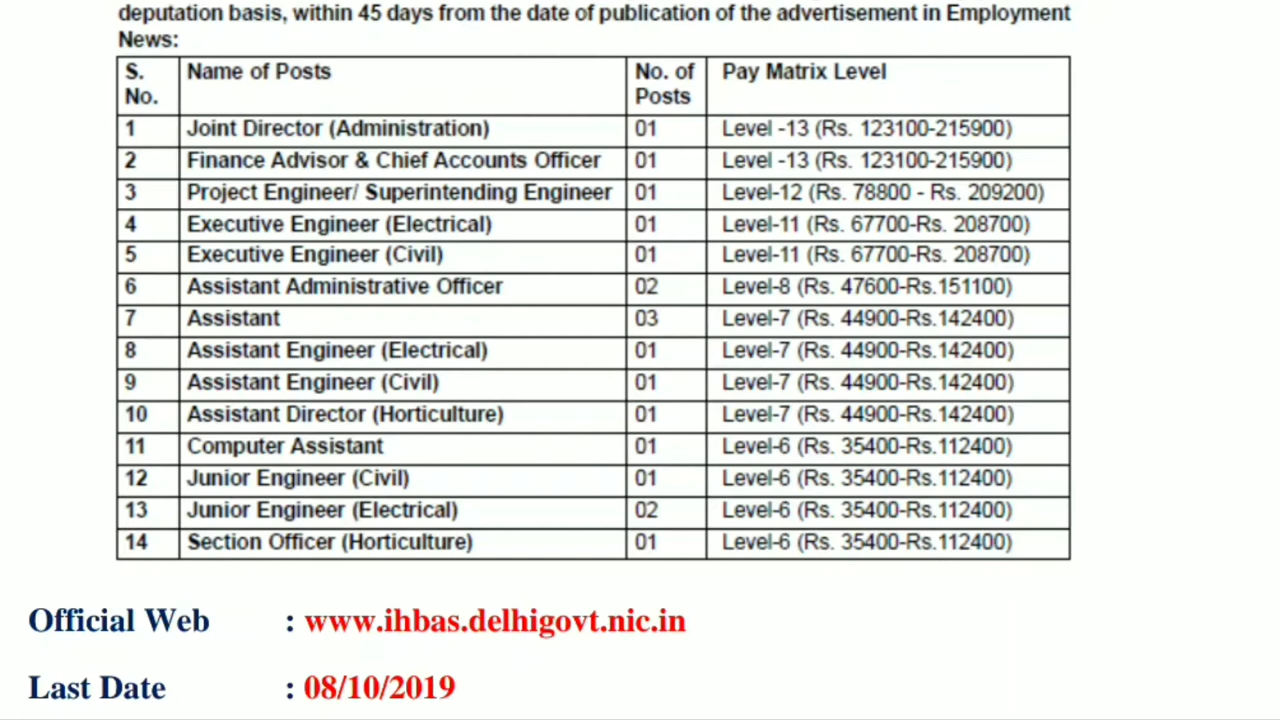 deputation basis, within 45 days from the date of publication of the advertisement in Employment
News:
S. No. Name of Posts No. of Posts Pay Matrix Level
1 Joint Director (Administration) 01 Level -13 (Rs. 123100-215900)
2 Finance Advisor & Chief Accounts Officer 01 Level -13 (Rs. 123100-215900)
3 Project Engineer/ Superintending Engineer 01 Level-12 (Rs. 78800 - Rs. 209200)
4 Executive Engineer (Electrical) 01 Level-11 (Rs. 67700-Rs. 208700)
5 Executive Engineer (Civil) 01 Level-11 (Rs. 67700-Rs. 208700)
6 Assistant Administrative Officer 02 Level-8 (Rs. 47600-Rs.151100)
7 Assistant 03 Level-7 (Rs. 44900-Rs.142400)
8 Assistant Engineer (Electrical) 01 Level-7 (Rs. 44900-Rs.142400)
9 Assistant Engineer (Civil) 01 Level-7 (Rs. 44900-Rs.142400)
10 Assistant Director (Horticulture) 01 Level-7 (Rs. 44900-Rs.142400)
11 Computer Assistant 01 Level-6 (Rs. 35400-Rs.112400)
12 Junior Engineer (Civil) 01 Level-6 (Rs. 35400-Rs.112400)
13 Junior Engineer (Electrical) 02 Level-6 (Rs. 35400-Rs.112400)
14 Section Officer (Horticulture) 01 Level-6 (Rs. 35400-Rs.112400)
Official Web : www.ihbas.delhigovt.nic.in
Last Date : 08/10/2019